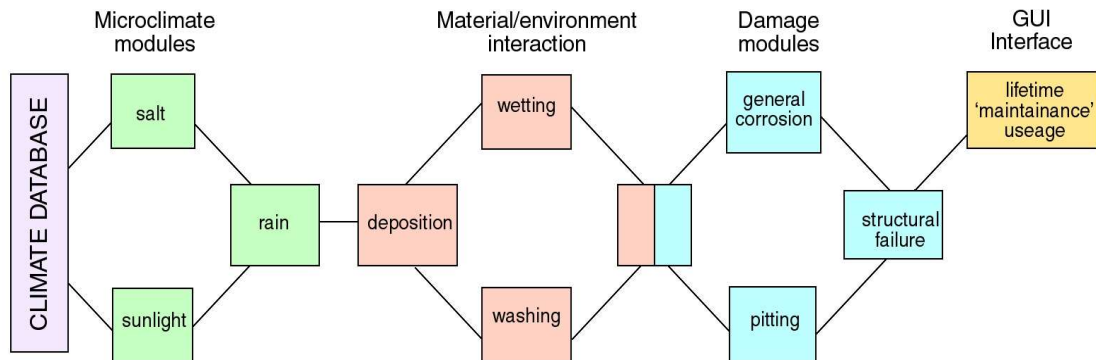 Microclimate
modules
Material/environment
interaction
Damage
modules
GUI
Interface
CLIMATE DATABASE
salt
sunlight
rain
deposition
wetting
washing
general
corrosion
pitting
structural
failure
lifetime
‘maintainance’
useage